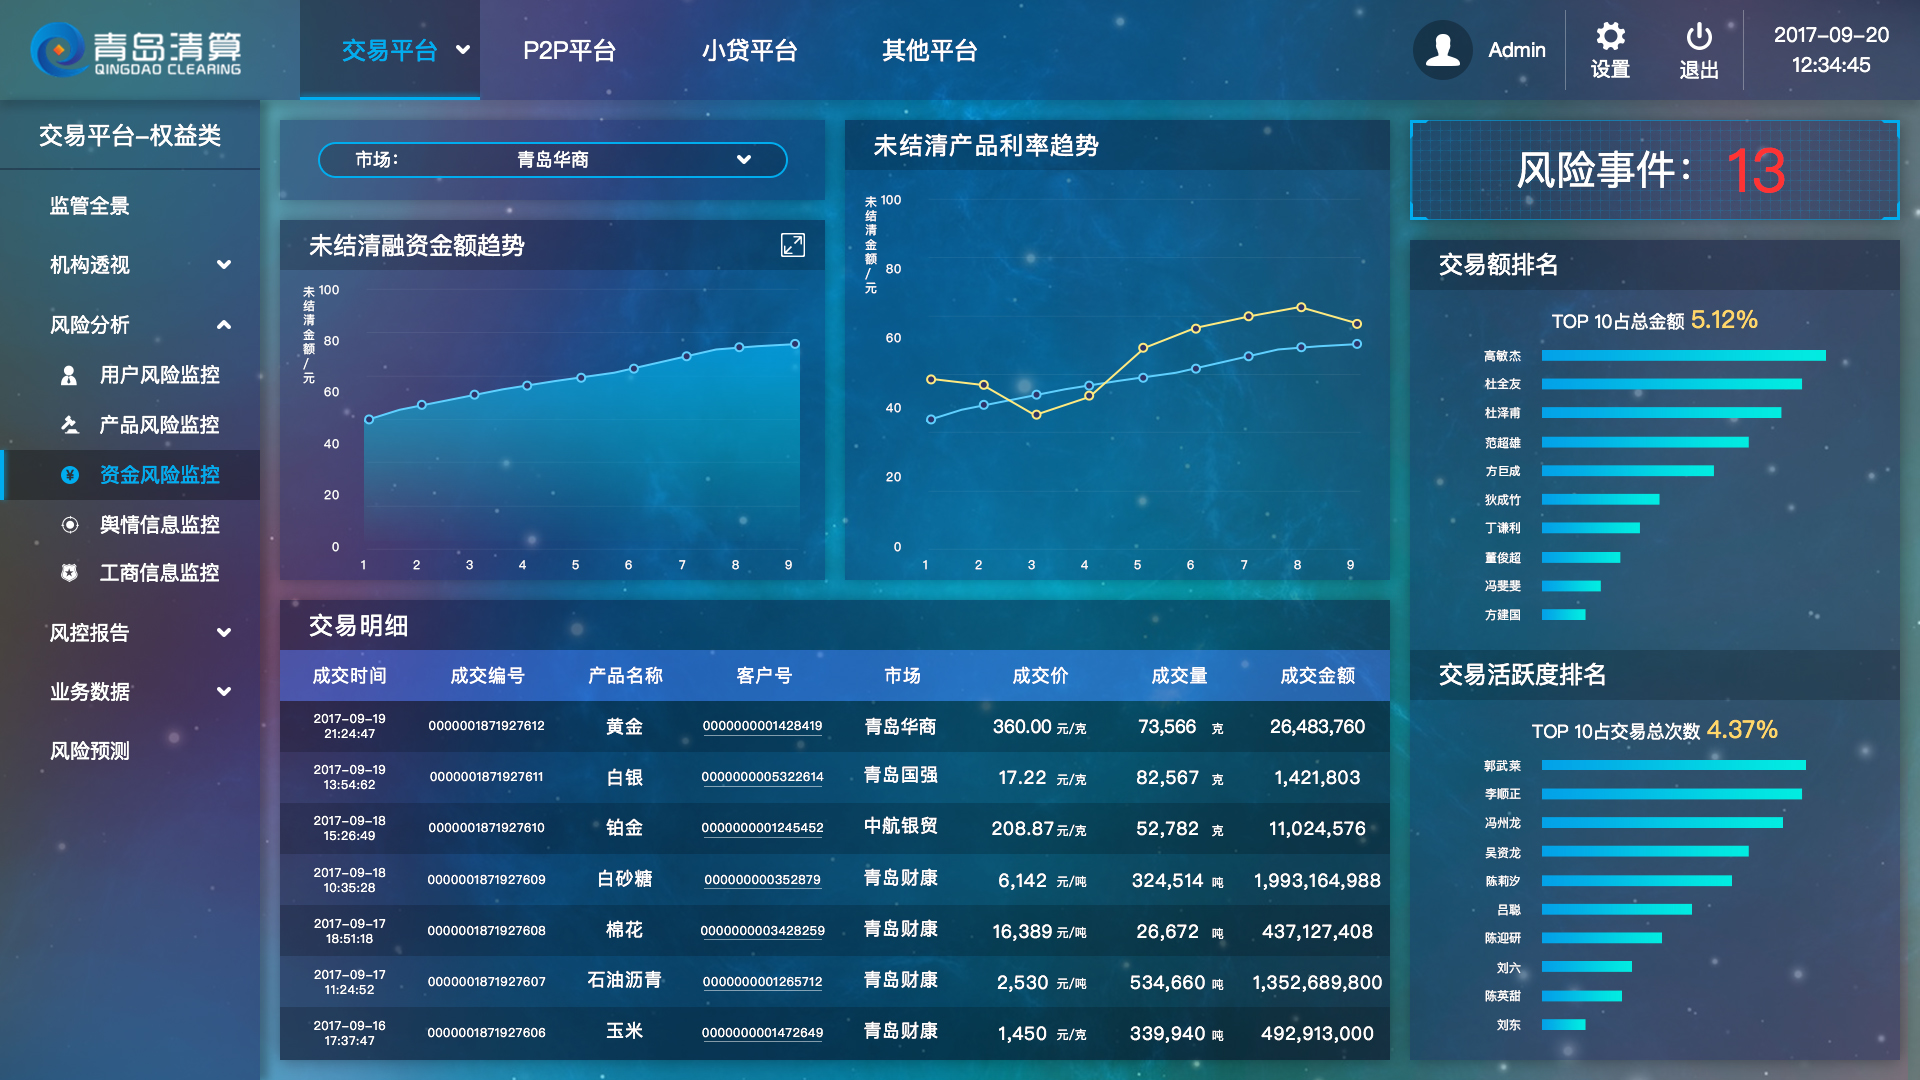 青岛清算
QINGDAO CLEARING
交易平台
P2P平台
小贷平台
其他平台
Admin
设置
退出
2017-09-20
12:34:45
交易平台-权益类
监管全景
机构透视
风险分析
用户风险监控
产品风险监控
资金风险监控
舆情信息监控
工商信息监控
风控报告
业务数据
风险预测
市场： 青岛华商
未结清融资金额趋势
未结清金额/元
100
80
60
40
20
0
1 2 3 4 5 6 7 8 9
未结清产品利率趋势
未结清金额/元
100
80
60
40
20
0
1 2 3 4 5 6 7 8 9
风险事件： 13
交易额排名
TOP 10占总金额 5.12%
高敏杰
杜全友
杜泽甫
范超雄
方巨成
狄成竹
丁谦利
董俊超
冯斐斐
方建国
交易活跃度排名
TOP 10占交易总次数 4.37%
郭武莱
李顺正
冯州龙
吴资龙
陈莉汐
吕聪
陈迎研
刘六
陈英甜
刘东
交易明细
成交时间 成交编号 产品名称 客户号 市场 成交价 成交量 成交金额
2017-09-19
21:24:47 0000001871927612 黄金 0000000001428419 青岛华商 360.00 元/克 73,566 克 26,483,760
2017-09-19
13:54:62 0000001871927611 白银 0000000005322614 青岛国强 17.22 元/克 82,567 克 1,421,803
2017-09-18
15:26:49 0000001871927610 铂金 0000000001245452 中航银贸 208.87 元/克 52,782 克 11,024,576
2017-09-18
10:35:28 0000001871927609 白砂糖 000000000352879 青岛财康 6,142 元/吨 324,514 吨 1,993,164,988
2017-09-17
18:51:18 0000001871927608 棉花 0000000003428259 青岛财康 16,389 元/吨 26,672 吨 437,127,408
2017-09-17
11:24:52 0000001871927607 石油沥青 0000000001265712 青岛财康 2,530 元/吨 534,660 吨 1,352,689,800
2017-09-16
17:37:47 0000001871927606 玉米 0000000001472649 青岛财康 1,450 元/克 339,940 吨 492,913,000